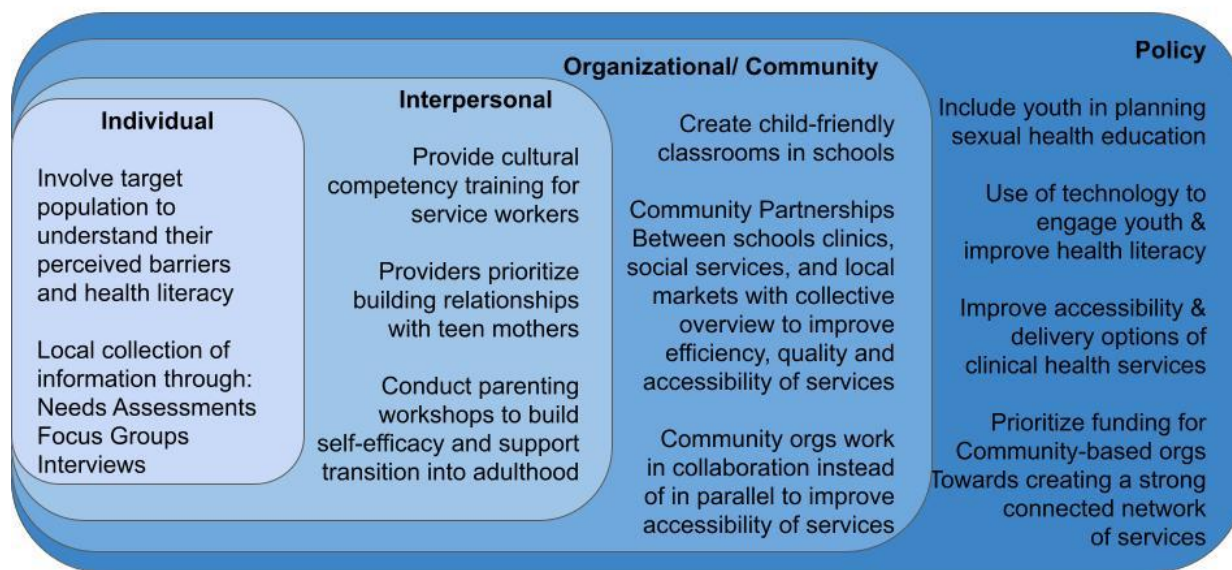 Individual
Involve target
population to
understand their
perceived barriers
and health literacy
Local collection of
information through:
Needs Assessments
Focus Groups
Interviews
Interpersonal
Provide cultural
competency training for
service workers
Providers prioritize
building relationships
with teen mothers
Conduct parenting
workshops to build
self-efficacy and support
transition into adulthood
Organizational/ Community
Create child-friendly
classrooms in schools
Community Partnerships
Between schools clinics,
social services, and local
markets with collective
overview to improve
efficiency, quality and
accessibility of services
Community orgs work
in collaboration instead
of in parallel to improve
accessibility of services
Policy
Include youth in planning
sexual health education
Use of technology to
engage youth &
improve health literacy
Improve accessibility &
delivery options of
clinical health services
Prioritize funding for
Community-based orgs
Towards creating a strong
connected network
of services